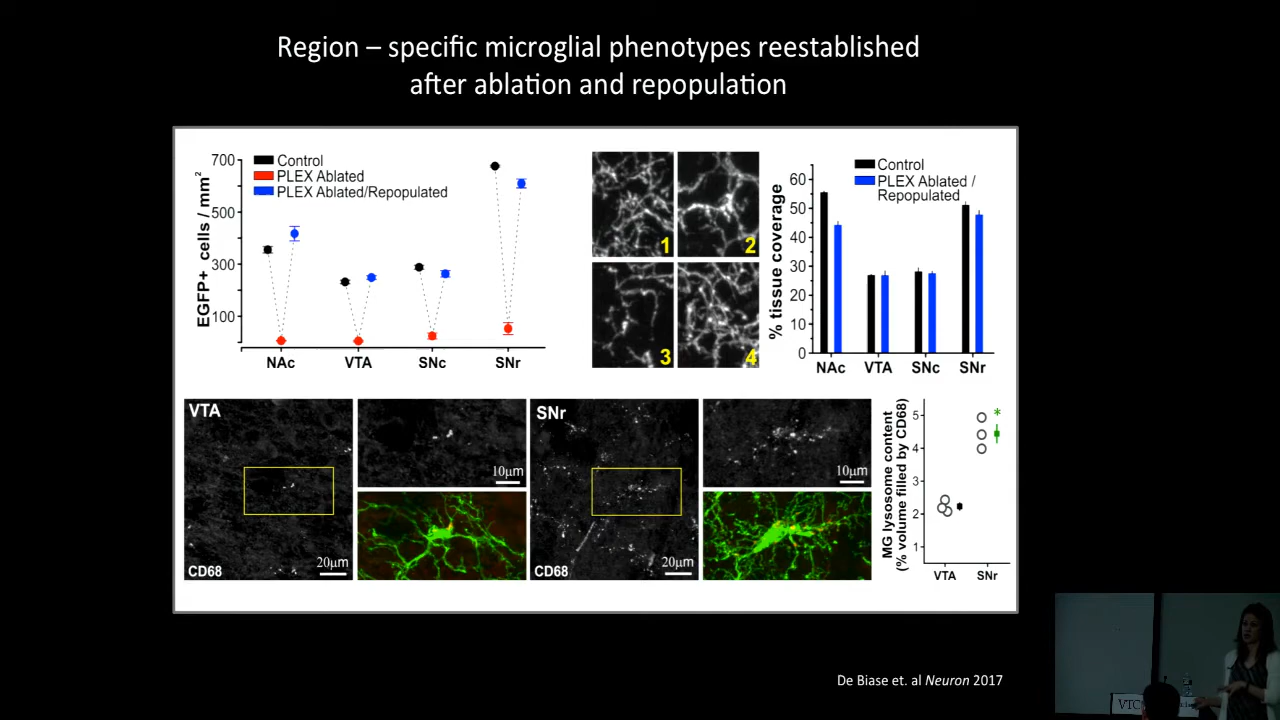 Region – specific microglial phenotypes reestablished
after ablation and repopulation
EGFP+ cells / mm²
700
500
300
100
Control
PLEX Ablated
PLEX Ablated/Repopulated
NAc
VTA
SNc
SNr
1
2
3
4
% tissue coverage
60
50
40
30
20
10
0
Control
PLEX Ablated /
Repopulated
NAc
VTA
SNc
SNr
VTA
CD68
20µm
10µm
SNr
CD68
20µm
10µm
MG lysosome content
(% volume filled by CD68)
5
4
3
2
1
*
VTA
SNr
De Biase et. al Neuron 2017